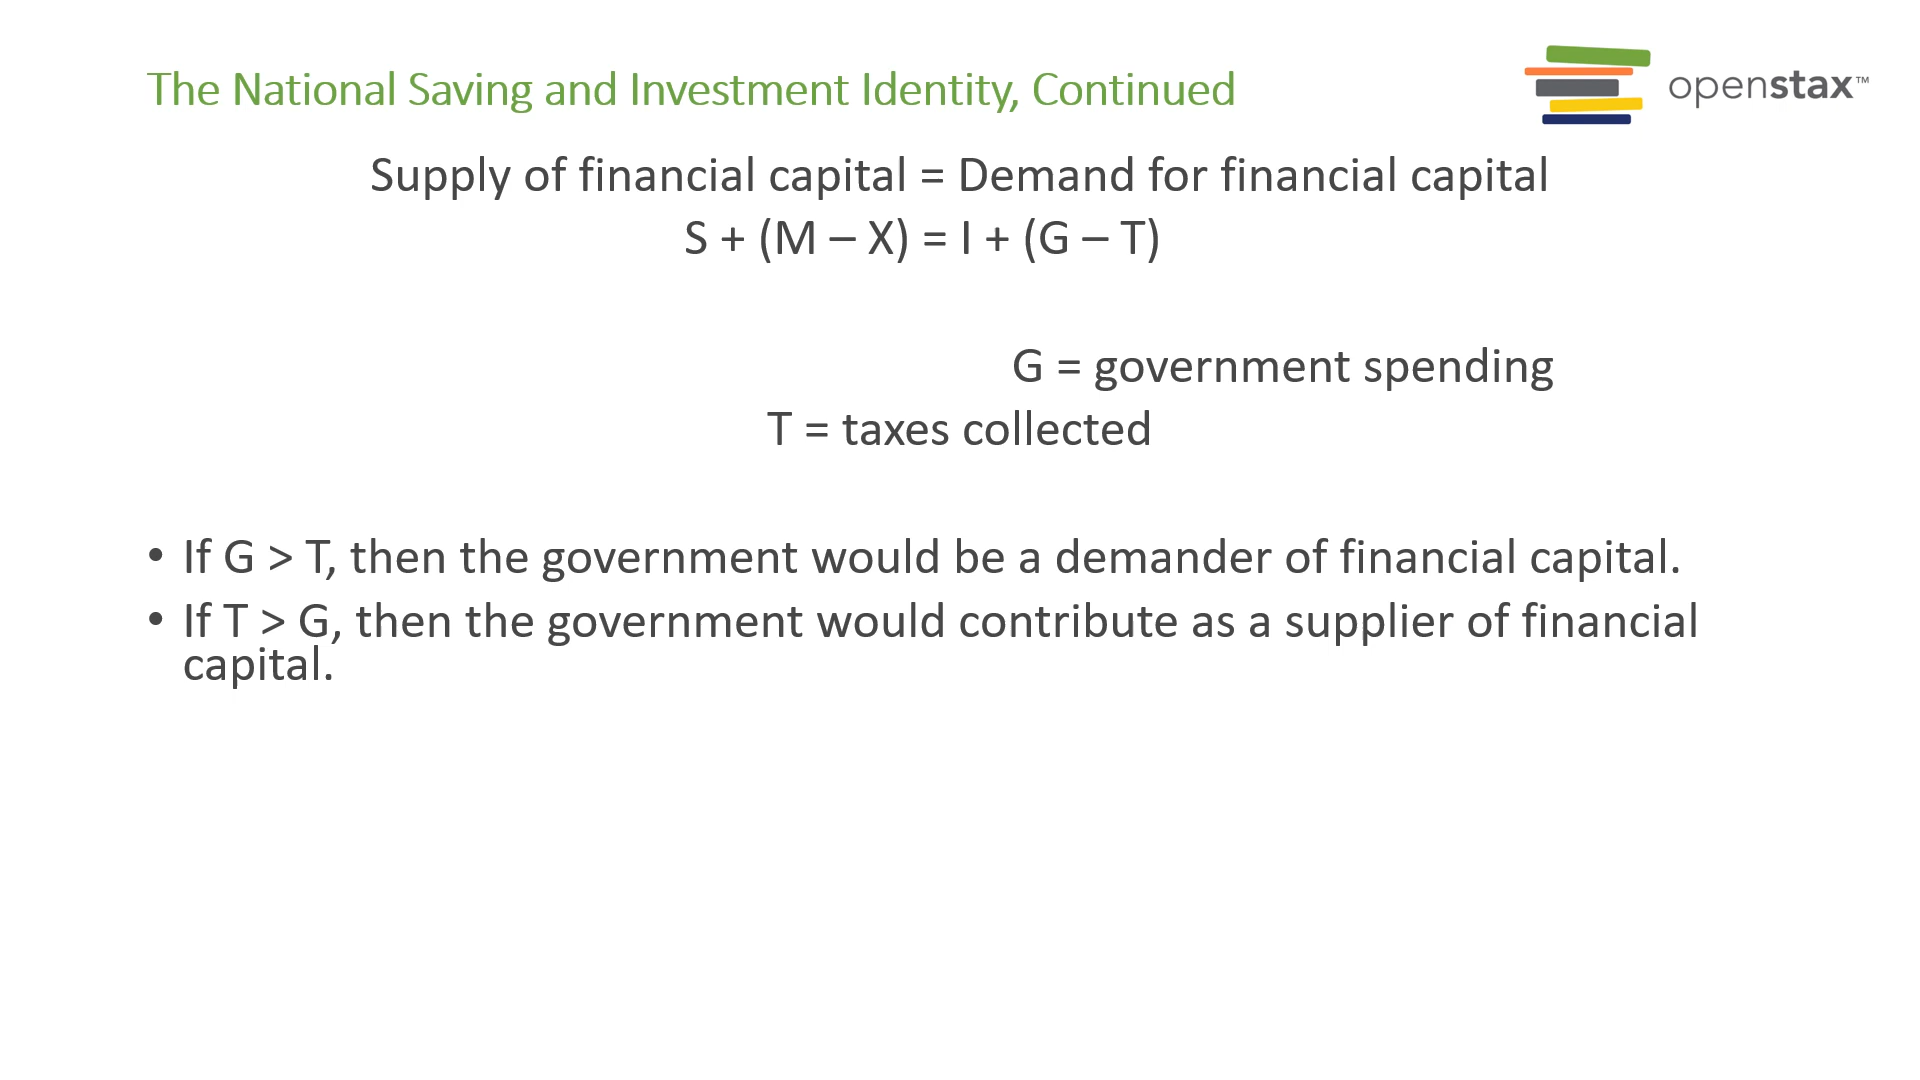 The National Saving and Investment Identity, Continued
openstax™
Supply of financial capital = Demand for financial capital
S + (M – X) = I + (G – T)
G = government spending
T = taxes collected
• If G > T, then the government would be a demander of financial capital.
• If T > G, then the government would contribute as a supplier of financial
capital.